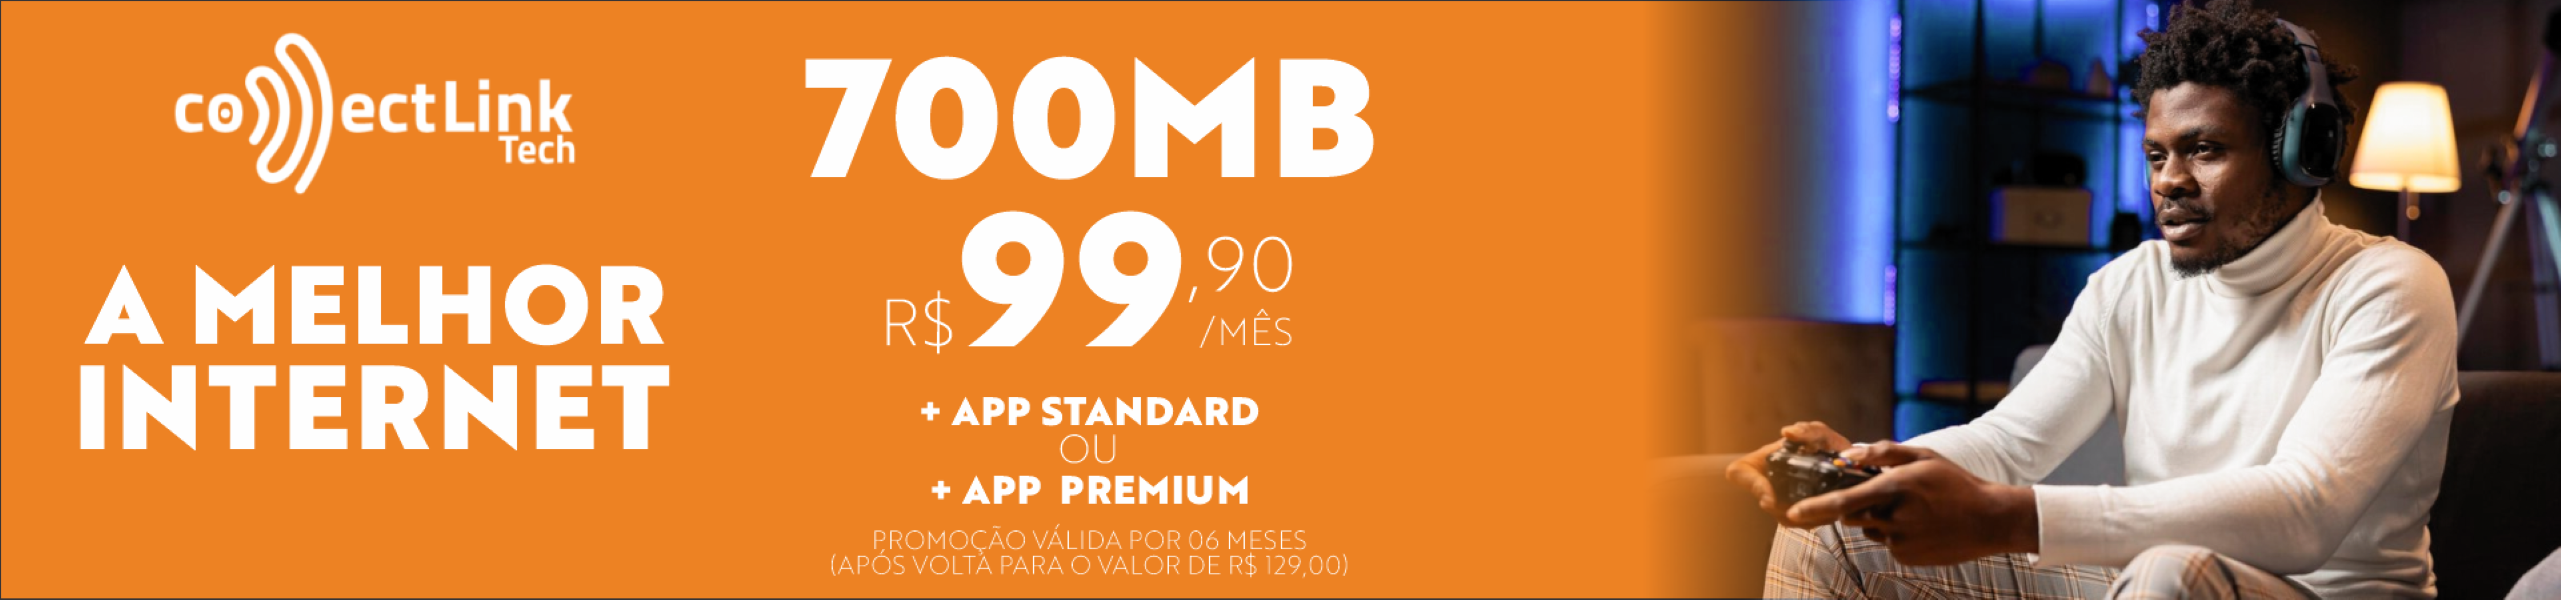 connectLink
Tech
A MELHOR
INTERNET
700MB
R$99,90
/MÊS
+ APP STANDARD
OU
+ APP PREMIUM
PROMOÇÃO VÁLIDA POR 06 MESES
(APÓS VOLTA PARA O VALOR DE R$ 129,00)